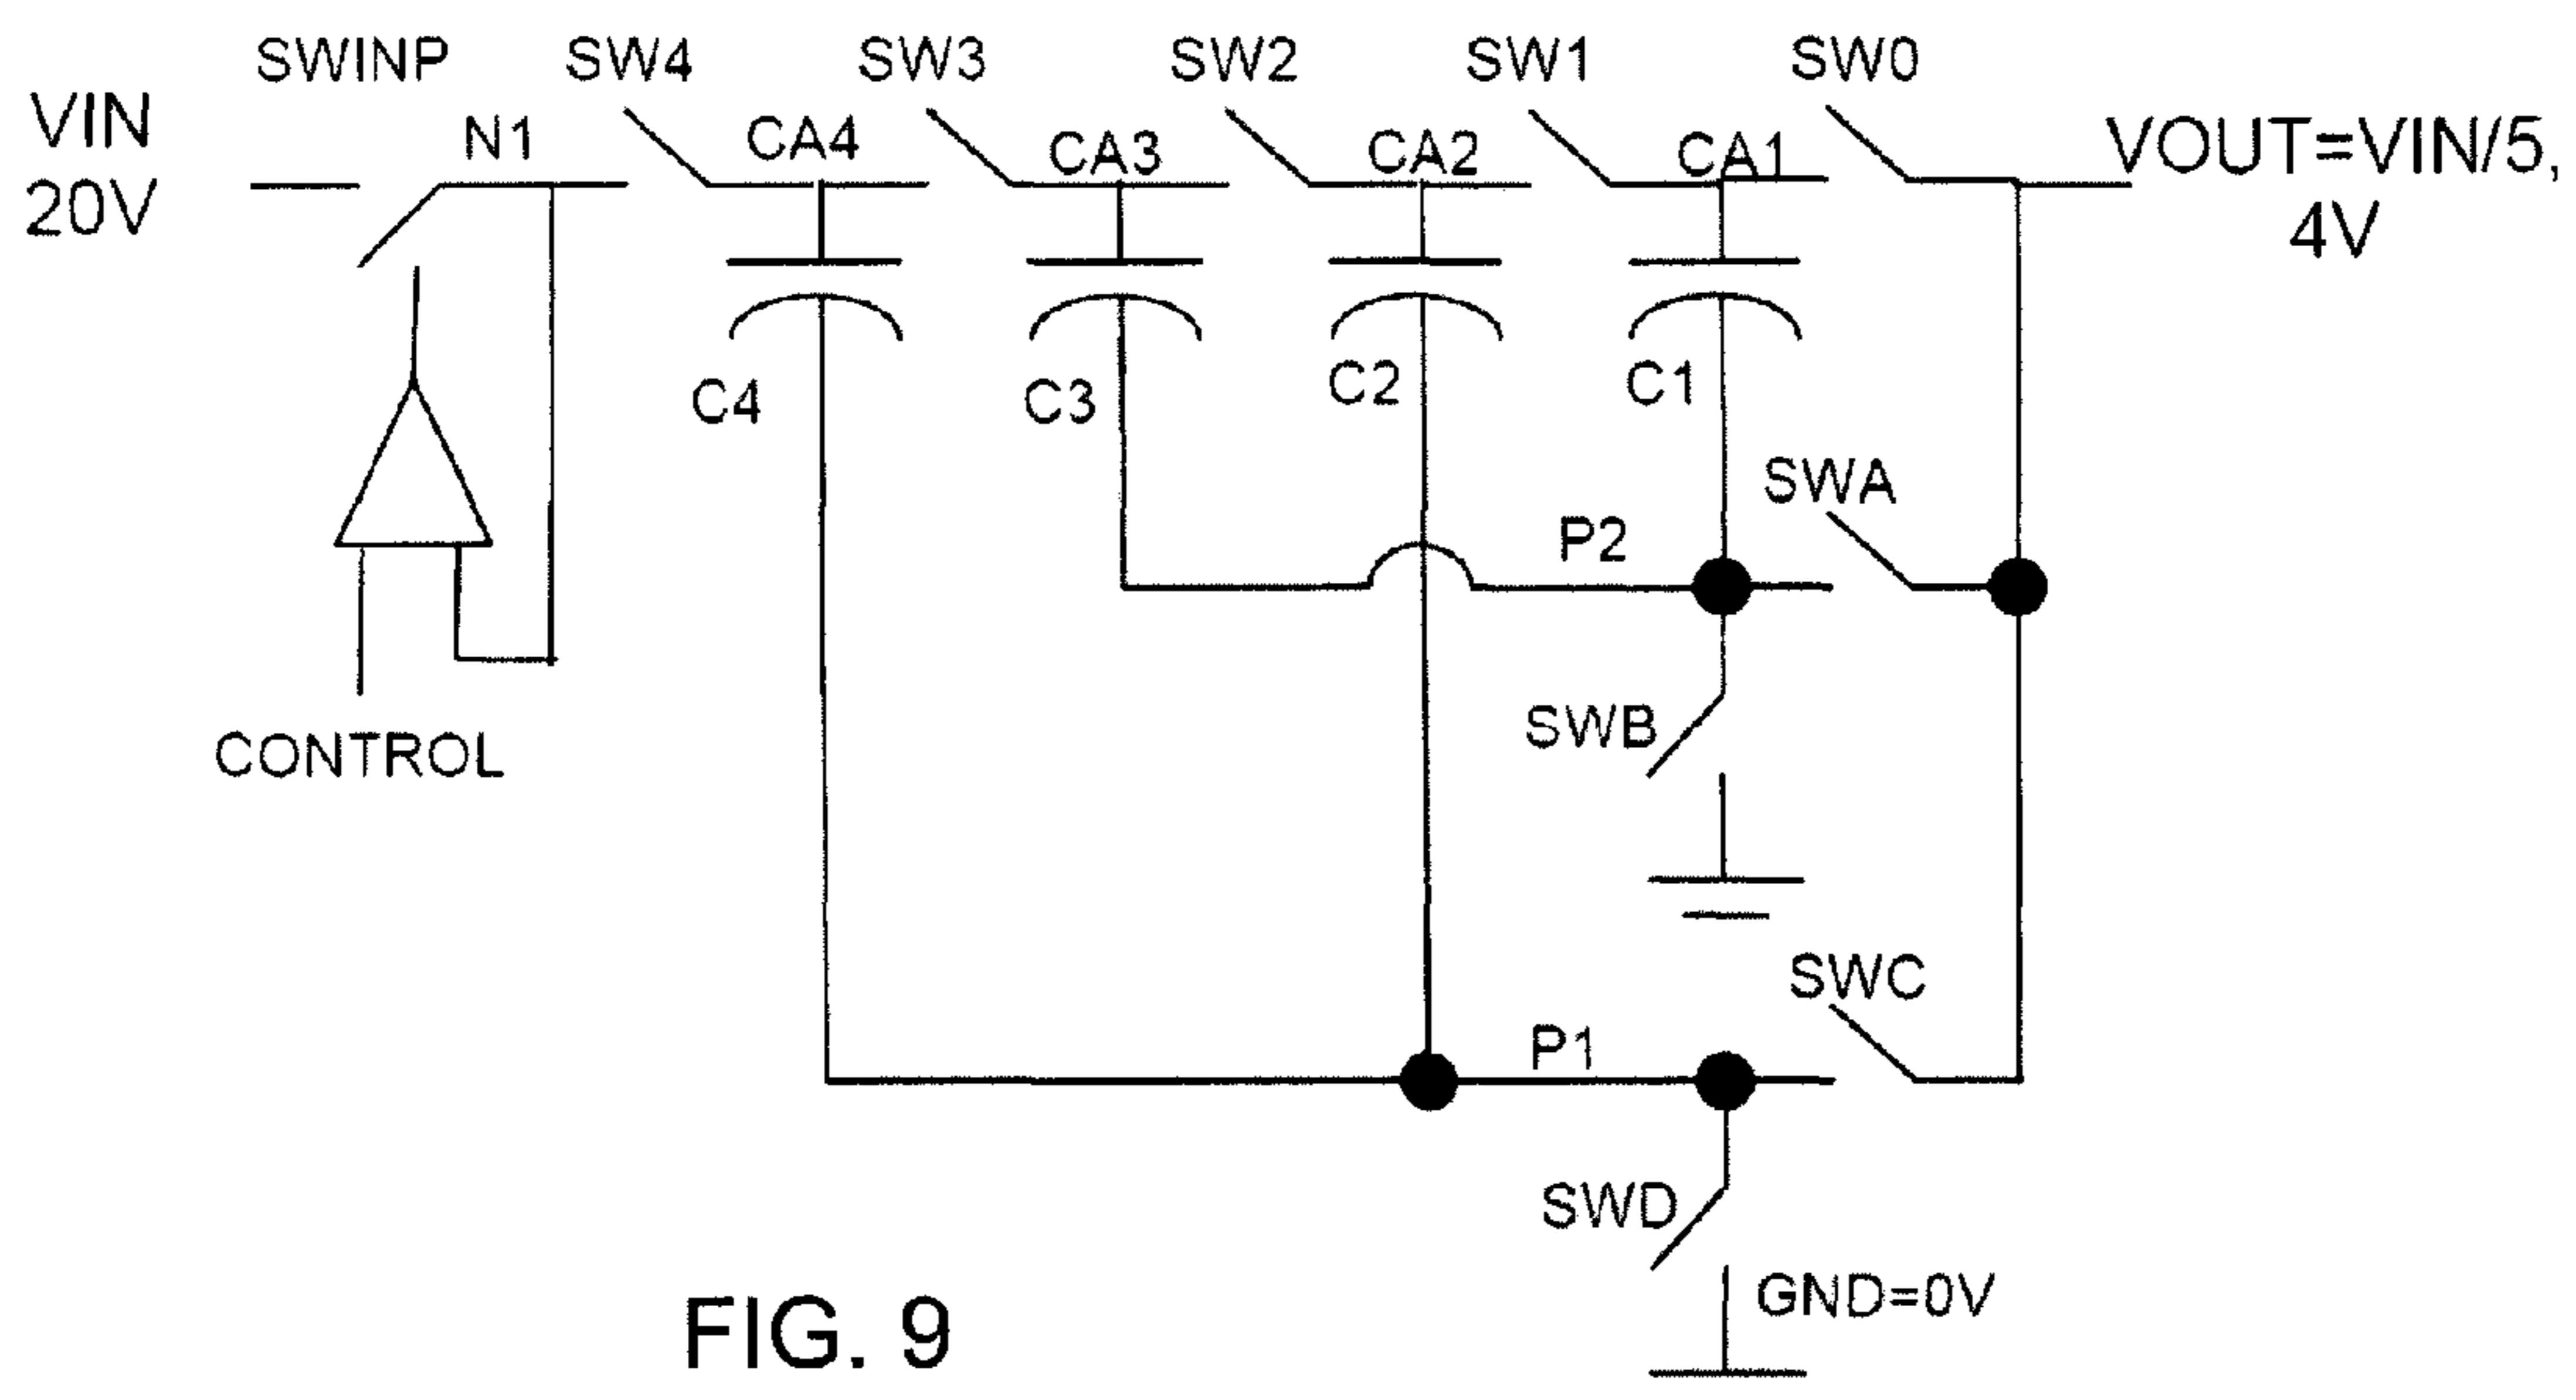 SWINP
SW4
SW3
SW2
SW1
SW0
VIN
20V
N1
CA4
CA3
CA2
CA1
VOUT=VIN/5,
4V
C4
C3
C2
C1
SWA
P2
SWB
CONTROL
SWC
P1
SWD
GND=0V
FIG. 9